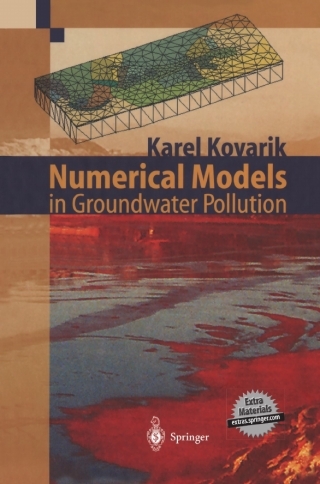 Karel Kovarik
Numerical Models
in Groundwater Pollution
Extra
Materials
extras.springer.com
Springer